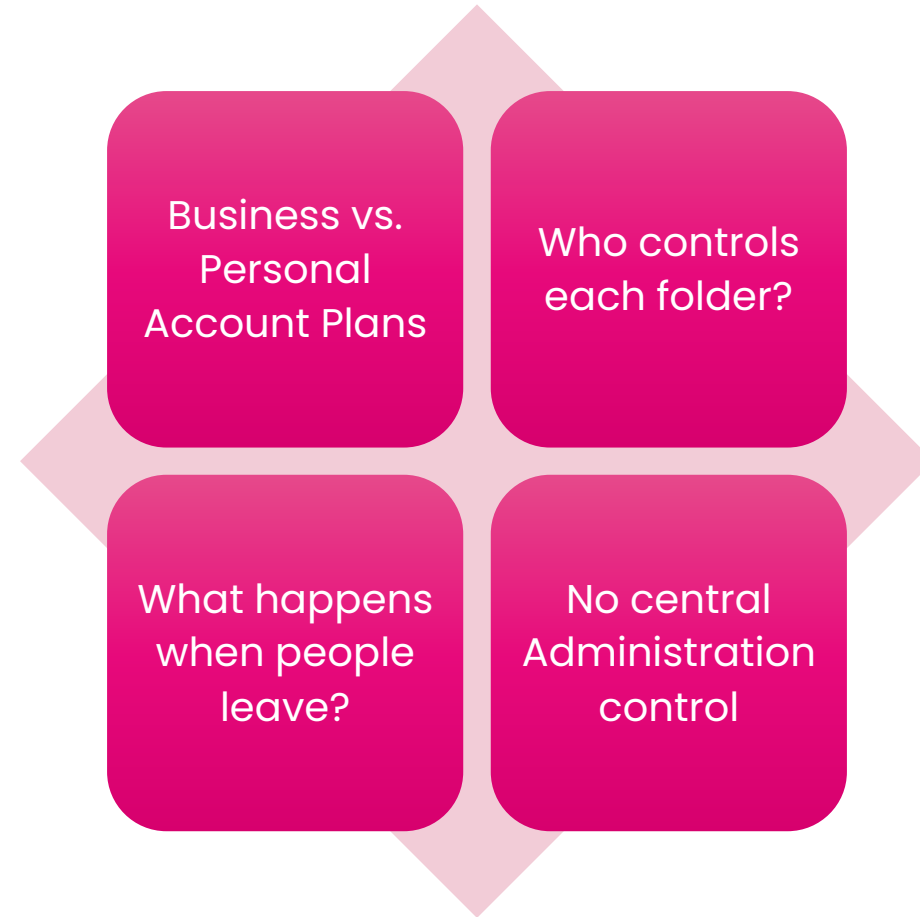 Business vs.
Personal
Account Plans
Who controls
each folder?
What happens
when people
leave?
No central
Administration
control